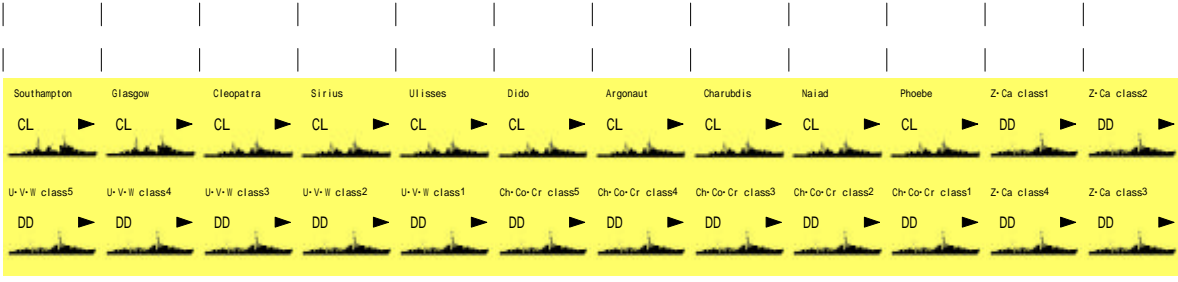 Southampton Glasgow Cleopatra Sirius Ulisses Dido Argonaut Charubdis Naiad Phoebe Z･Ca class1 Z･Ca class2
CL CL CL CL CL CL CL CL CL CL DD DD
U･V･W class5 U･V･W class4 U･V･W class3 U･V･W class2 U･V･W class1 Ch･Co･Cr class5 Ch･Co･Cr class4 Ch･Co･Cr class3 Ch･Co･Cr class2 Ch･Co･Cr class1 Z･Ca class4 Z･Ca class3
DD DD DD DD DD DD DD DD DD DD DD DD